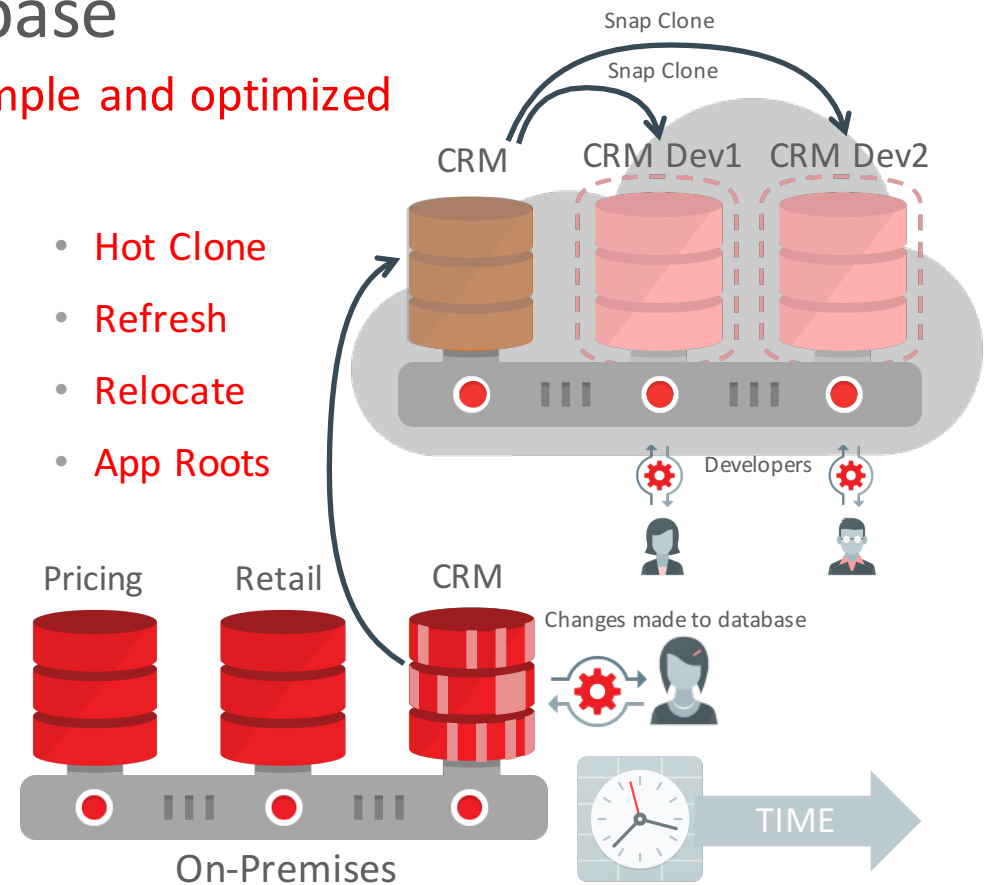 base
mple and optimized
Snap Clone
Snap Clone
CRM
CRM Dev1
CRM Dev2
• Hot Clone
• Refresh
• Relocate
• App Roots
Developers
Pricing
Retail
CRM
Changes made to database
TIME
On-Premises